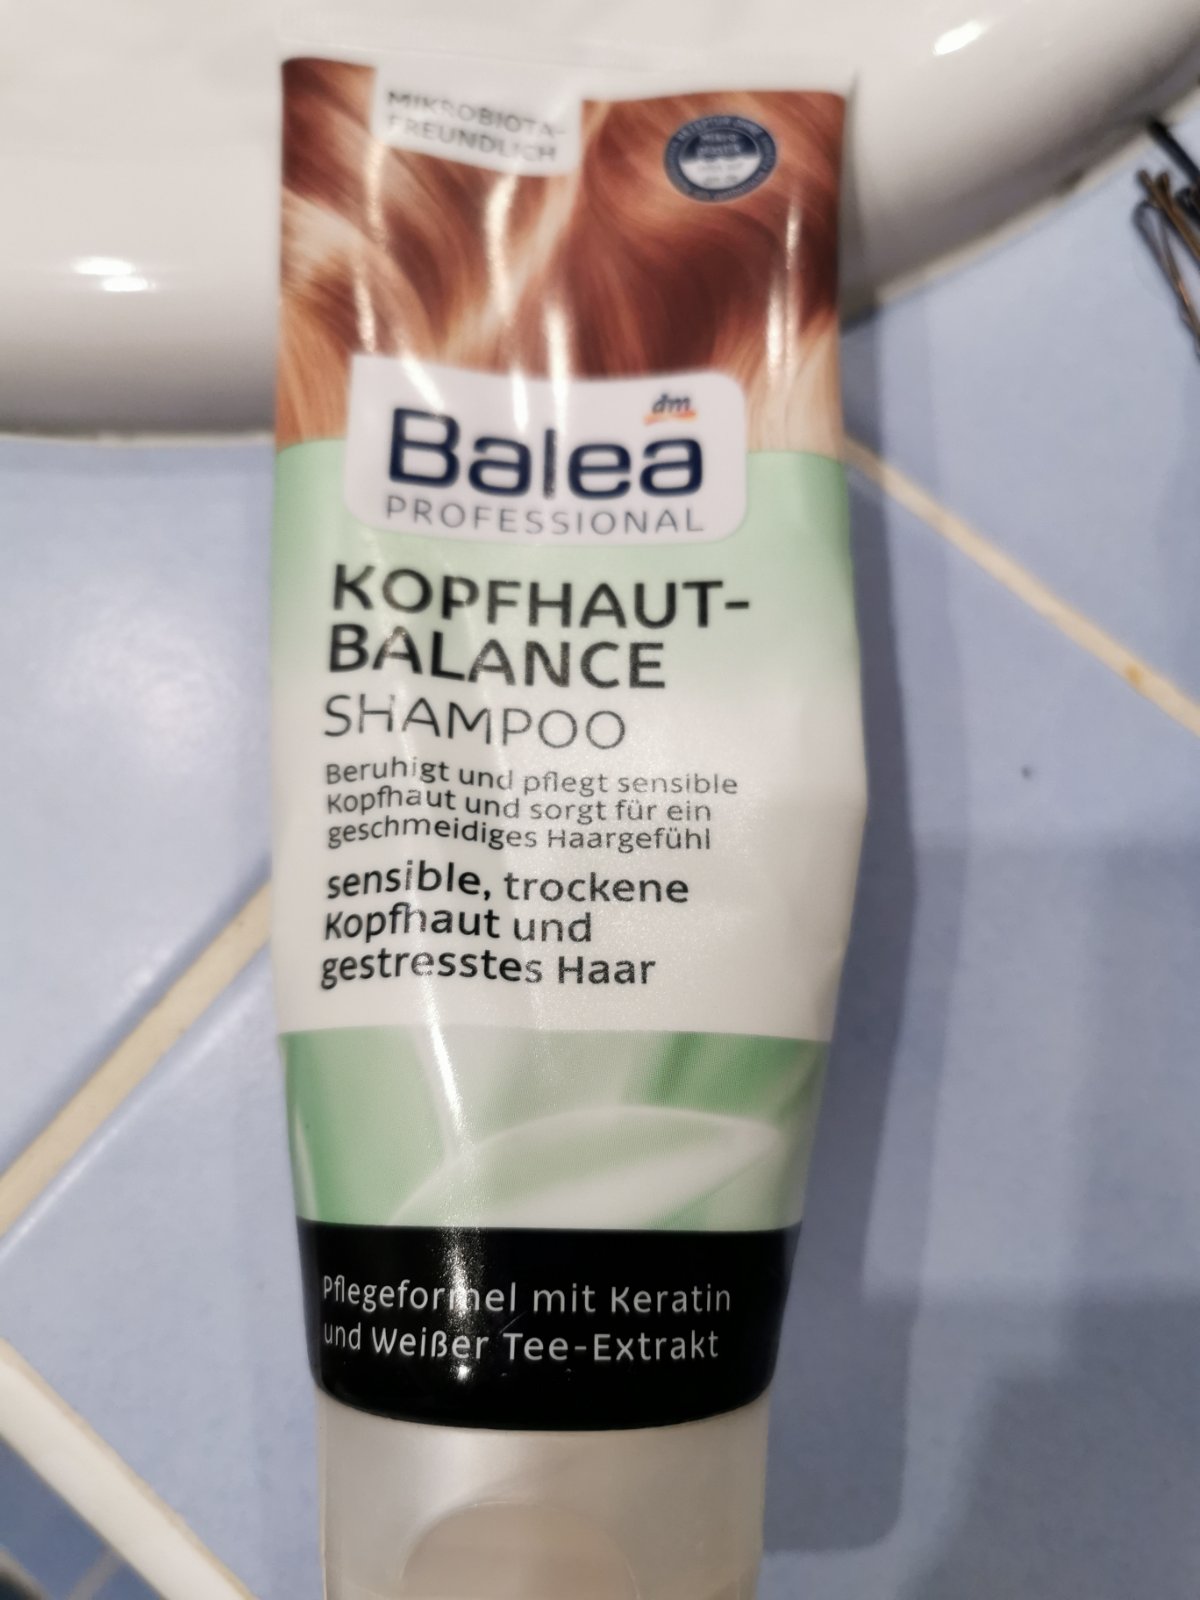 MIKROBIOTA-
FREUNDLICH
dm
Balea
PROFESSIONAL
KOPFHAUT-
BALANCE
SHAMPOO
Beruhigt und pflegt sensible
Kopfhaut und sorgt für ein
geschmeidiges Haargefühl
sensible, trockene
Kopfhaut und
gestresstes Haar
Pflegeformel mit Keratin
und Weißer Tee-Extrakt